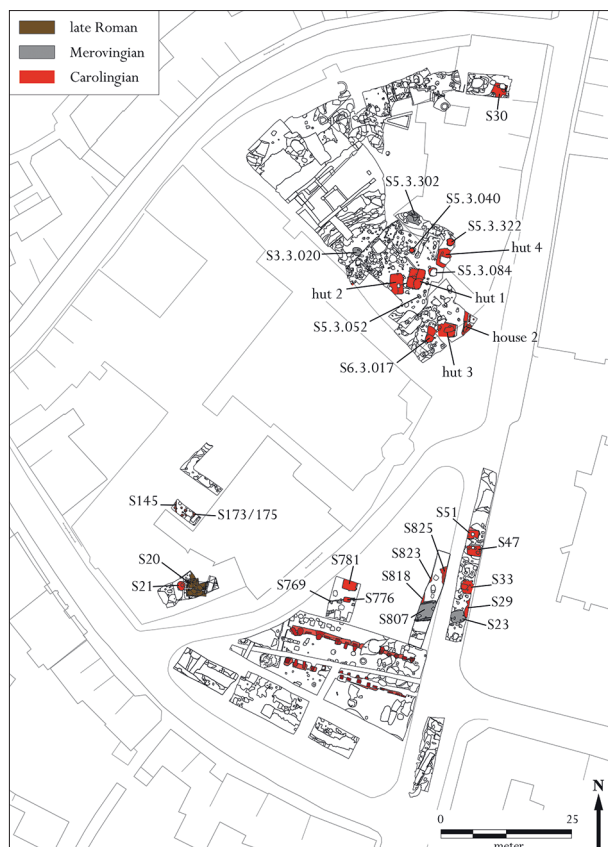 late Roman
Merovingian
Carolingian
S30
S5.3.302
S5.3.040
S5.3.322
S3.3.020
hut 4
S5.3.084
hut 2
hut 1
S5.3.052
house 2
S6.3.017
hut 3
S145
S173/175
S51
S825
S47
S20
S781
S823
S21
S818
S33
S769
S776
S29
S807
S23
N
0
25
meter